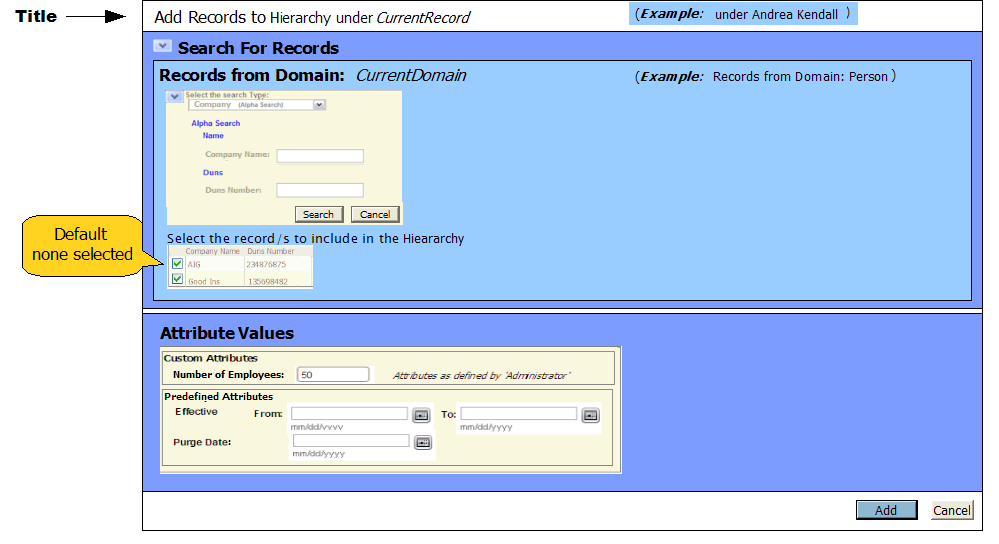 Title
Add Records to Hierarchy under CurrentRecord
(Example: under Andrea Kendall )
Search For Records
Records from Domain: CurrentDomain
(Example: Records from Domain: Person )
Select the search Type:
Company (Alpha Search)
Alpha Search
Name
Company Name:
Duns
Duns Number:
Search Cancel
Default
none selected
Select the record/s to include in the Hieararchy
Company Name Duns Number
AIG 234876875
Good Ins 135698482
Attribute Values
Custom Attributes
Number of Employees: 50 Attributes as defined by 'Administrator'
Predefined Attributes
Effective From: To:
mm/dd/yyyy mm/dd/yyyy
Purge Date:
mm/dd/yyyy
Add Cancel